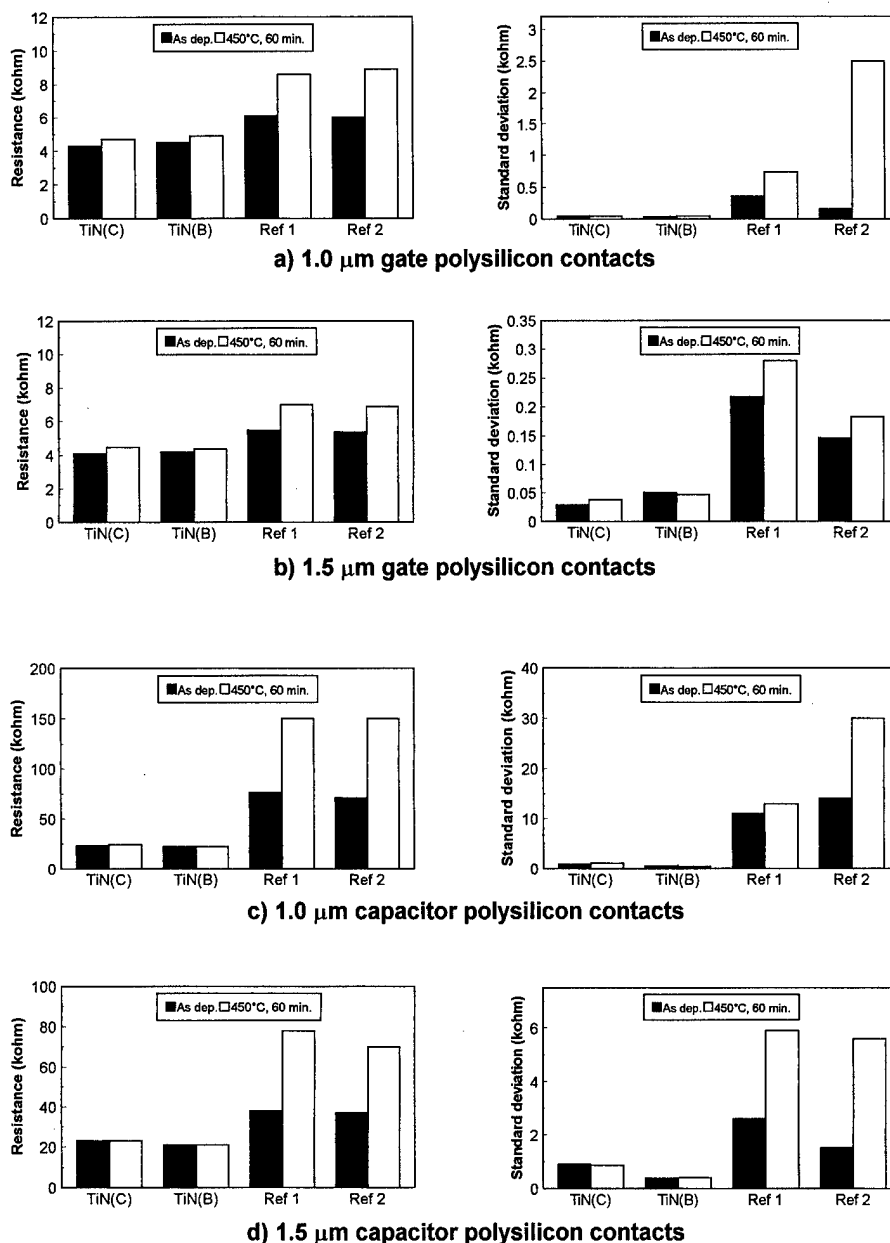 12
10
8
6
4
2
0
Resistance (kohm)
As dep. 450°C, 60 min.
TiN(C) TiN(B) Ref 1 Ref 2
3
2.5
2
1.5
1
0.5
0
Standard deviation (kohm)
As dep. 450°C, 60 min.
TiN(C) TiN(B) Ref 1 Ref 2
a) 1.0 μm gate polysilicon contacts
12
10
8
6
4
2
0
Resistance (kohm)
As dep. 450°C, 60 min.
TiN(C) TiN(B) Ref 1 Ref 2
0.35
0.3
0.25
0.2
0.15
0.1
0.05
0
Standard deviation (kohm)
As dep. 450°C, 60 min.
TiN(C) TiN(B) Ref 1 Ref 2
b) 1.5 μm gate polysilicon contacts
200
150
100
50
25
0
Resistance (kohm)
As dep. 450°C, 60 min.
TiN(C) TiN(B) Ref 1 Ref 2
40
30
20
10
0
Standard deviation (kohm)
As dep. 450°C, 60 min.
TiN(C) TiN(B) Ref 1 Ref 2
c) 1.0 μm capacitor polysilicon contacts
100
80
60
40
20
0
Resistance (kohm)
As dep. 450°C, 60 min.
TiN(C) TiN(B) Ref 1 Ref 2
6
4
2
0
Standard deviation (kohm)
As dep. 450°C, 60 min.
TiN(C) TiN(B) Ref 1 Ref 2
d) 1.5 μm capacitor polysilicon contacts